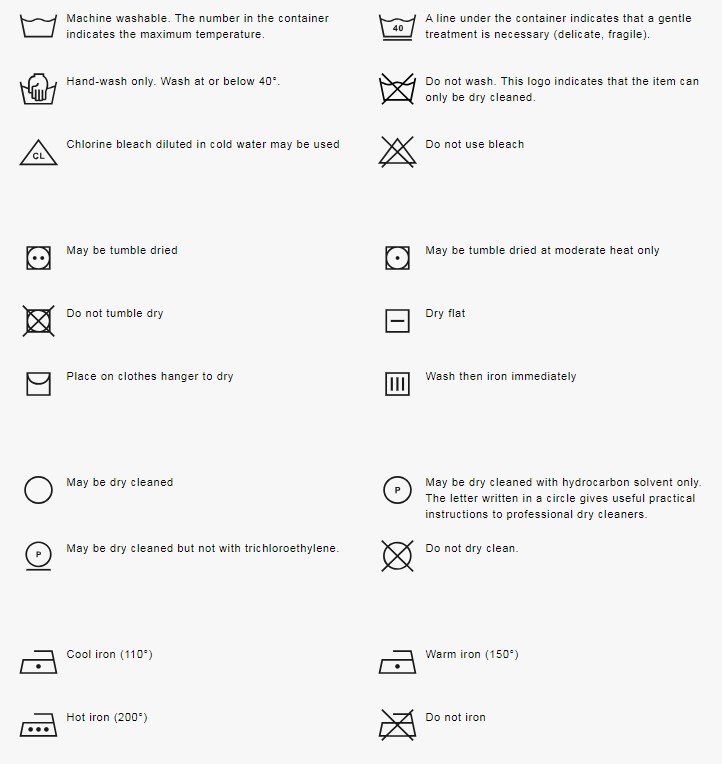 Machine washable. The number in the container
indicates the maximum temperature.
40
A line under the container indicates that a gentle
treatment is necessary (delicate, fragile).
Hand-wash only. Wash at or below 40°.
Do not wash. This logo indicates that the item can
only be dry cleaned.
CL
Chlorine bleach diluted in cold water may be used
Do not use bleach
May be tumble dried
May be tumble dried at moderate heat only
Do not tumble dry
Dry flat
Place on clothes hanger to dry
Wash then iron immediately
May be dry cleaned
P
May be dry cleaned with hydrocarbon solvent only.
The letter written in a circle gives useful practical
instructions to professional dry cleaners.
P
May be dry cleaned but not with trichloroethylene.
Do not dry clean.
Cool iron (110°)
Warm iron (150°)
Hot iron (200°)
Do not iron